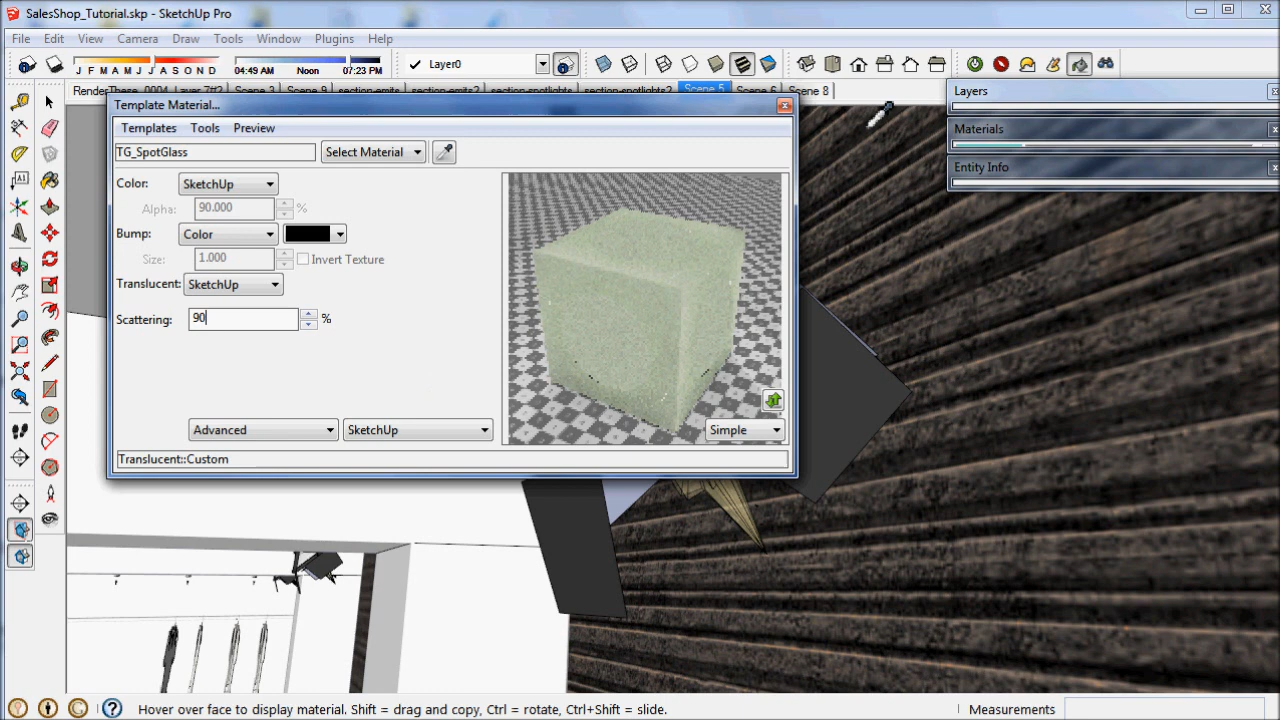 SalesShop_Tutorial.skp - SketchUp Pro
File Edit View Camera Draw Tools Window Plugins Help
J F M A M J J A S O N D 04:49 AM Noon 07:23 PM Layer0
Scene 3 Scene 9 section-emits section-emits2 section-spotlights section-spotlights2 Scene 5 Scene 6 Scene 8
Template Material...
Layers
Templates Tools Preview
Materials
TG_SpotGlass Select Material
Entity Info
Color: SketchUp
Alpha: 90.000 %
Bump: Color
Size: 1.000 Invert Texture
Translucent: SketchUp
Scattering: 90 %
Advanced SketchUp Simple
Translucent::Custom
Hover over face to display material. Shift = drag and copy, Ctrl = rotate, Ctrl+Shift = slide. Measurements